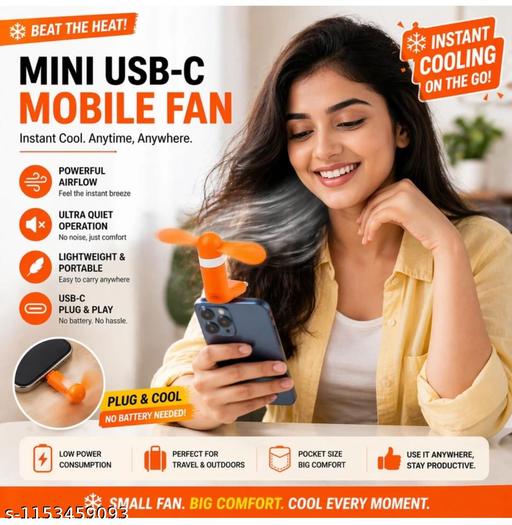 BEAT THE HEAT!
INSTANT
COOLING
ON THE GO!
MINI USB-C
MOBILE FAN
Instant Cool. Anytime, Anywhere.
POWERFUL
AIRFLOW
Feel the instant breeze
ULTRA QUIET
OPERATION
No noise, just comfort
LIGHTWEIGHT &
PORTABLE
Easy to carry anywhere
USB-C
PLUG & PLAY
No battery. No hassle.
PLUG & COOL
NO BATTERY NEEDED!
LOW POWER
CONSUMPTION
PERFECT FOR
TRAVEL & OUTDOORS
POCKET SIZE
BIG COMFORT
USE IT ANYWHERE,
STAY PRODUCTIVE.
SMALL FAN. BIG COMFORT. COOL EVERY MOMENT.
s-1153459093